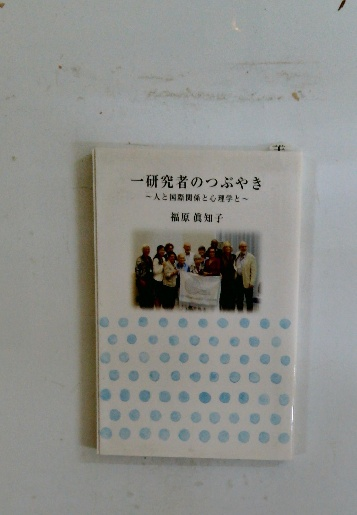 一研究者のつぶやき
～人と国際関係と心理学と～
福原 眞知子